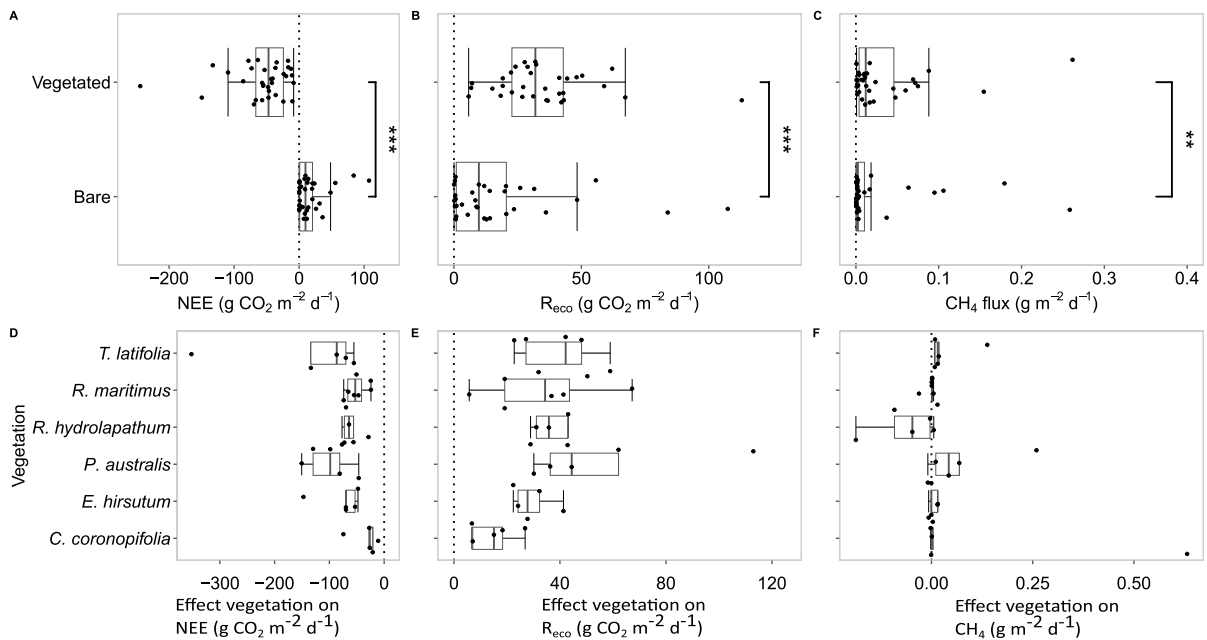 A
B
C
Vegetated
Bare
***
***
**
−200
−100
0
100
0
50
100
0.0
0.1
0.2
0.3
0.4
NEE (g CO₂ m⁻² d⁻¹)
Rₑcₒ (g CO₂ m⁻² d⁻¹)
CH₄ flux (g m⁻² d⁻¹)
D
E
F
Vegetation
T. latifolia
R. maritimus
R. hydrolapathum
P. australis
E. hirsutum
C. coronopifolia
−300
−200
−100
0
0
40
80
120
0.00
0.25
0.50
Effect vegetation on
NEE (g CO₂ m⁻² d⁻¹)
Effect vegetation on
Rₑcₒ (g CO₂ m⁻² d⁻¹)
Effect vegetation on
CH₄ (g m⁻² d⁻¹)